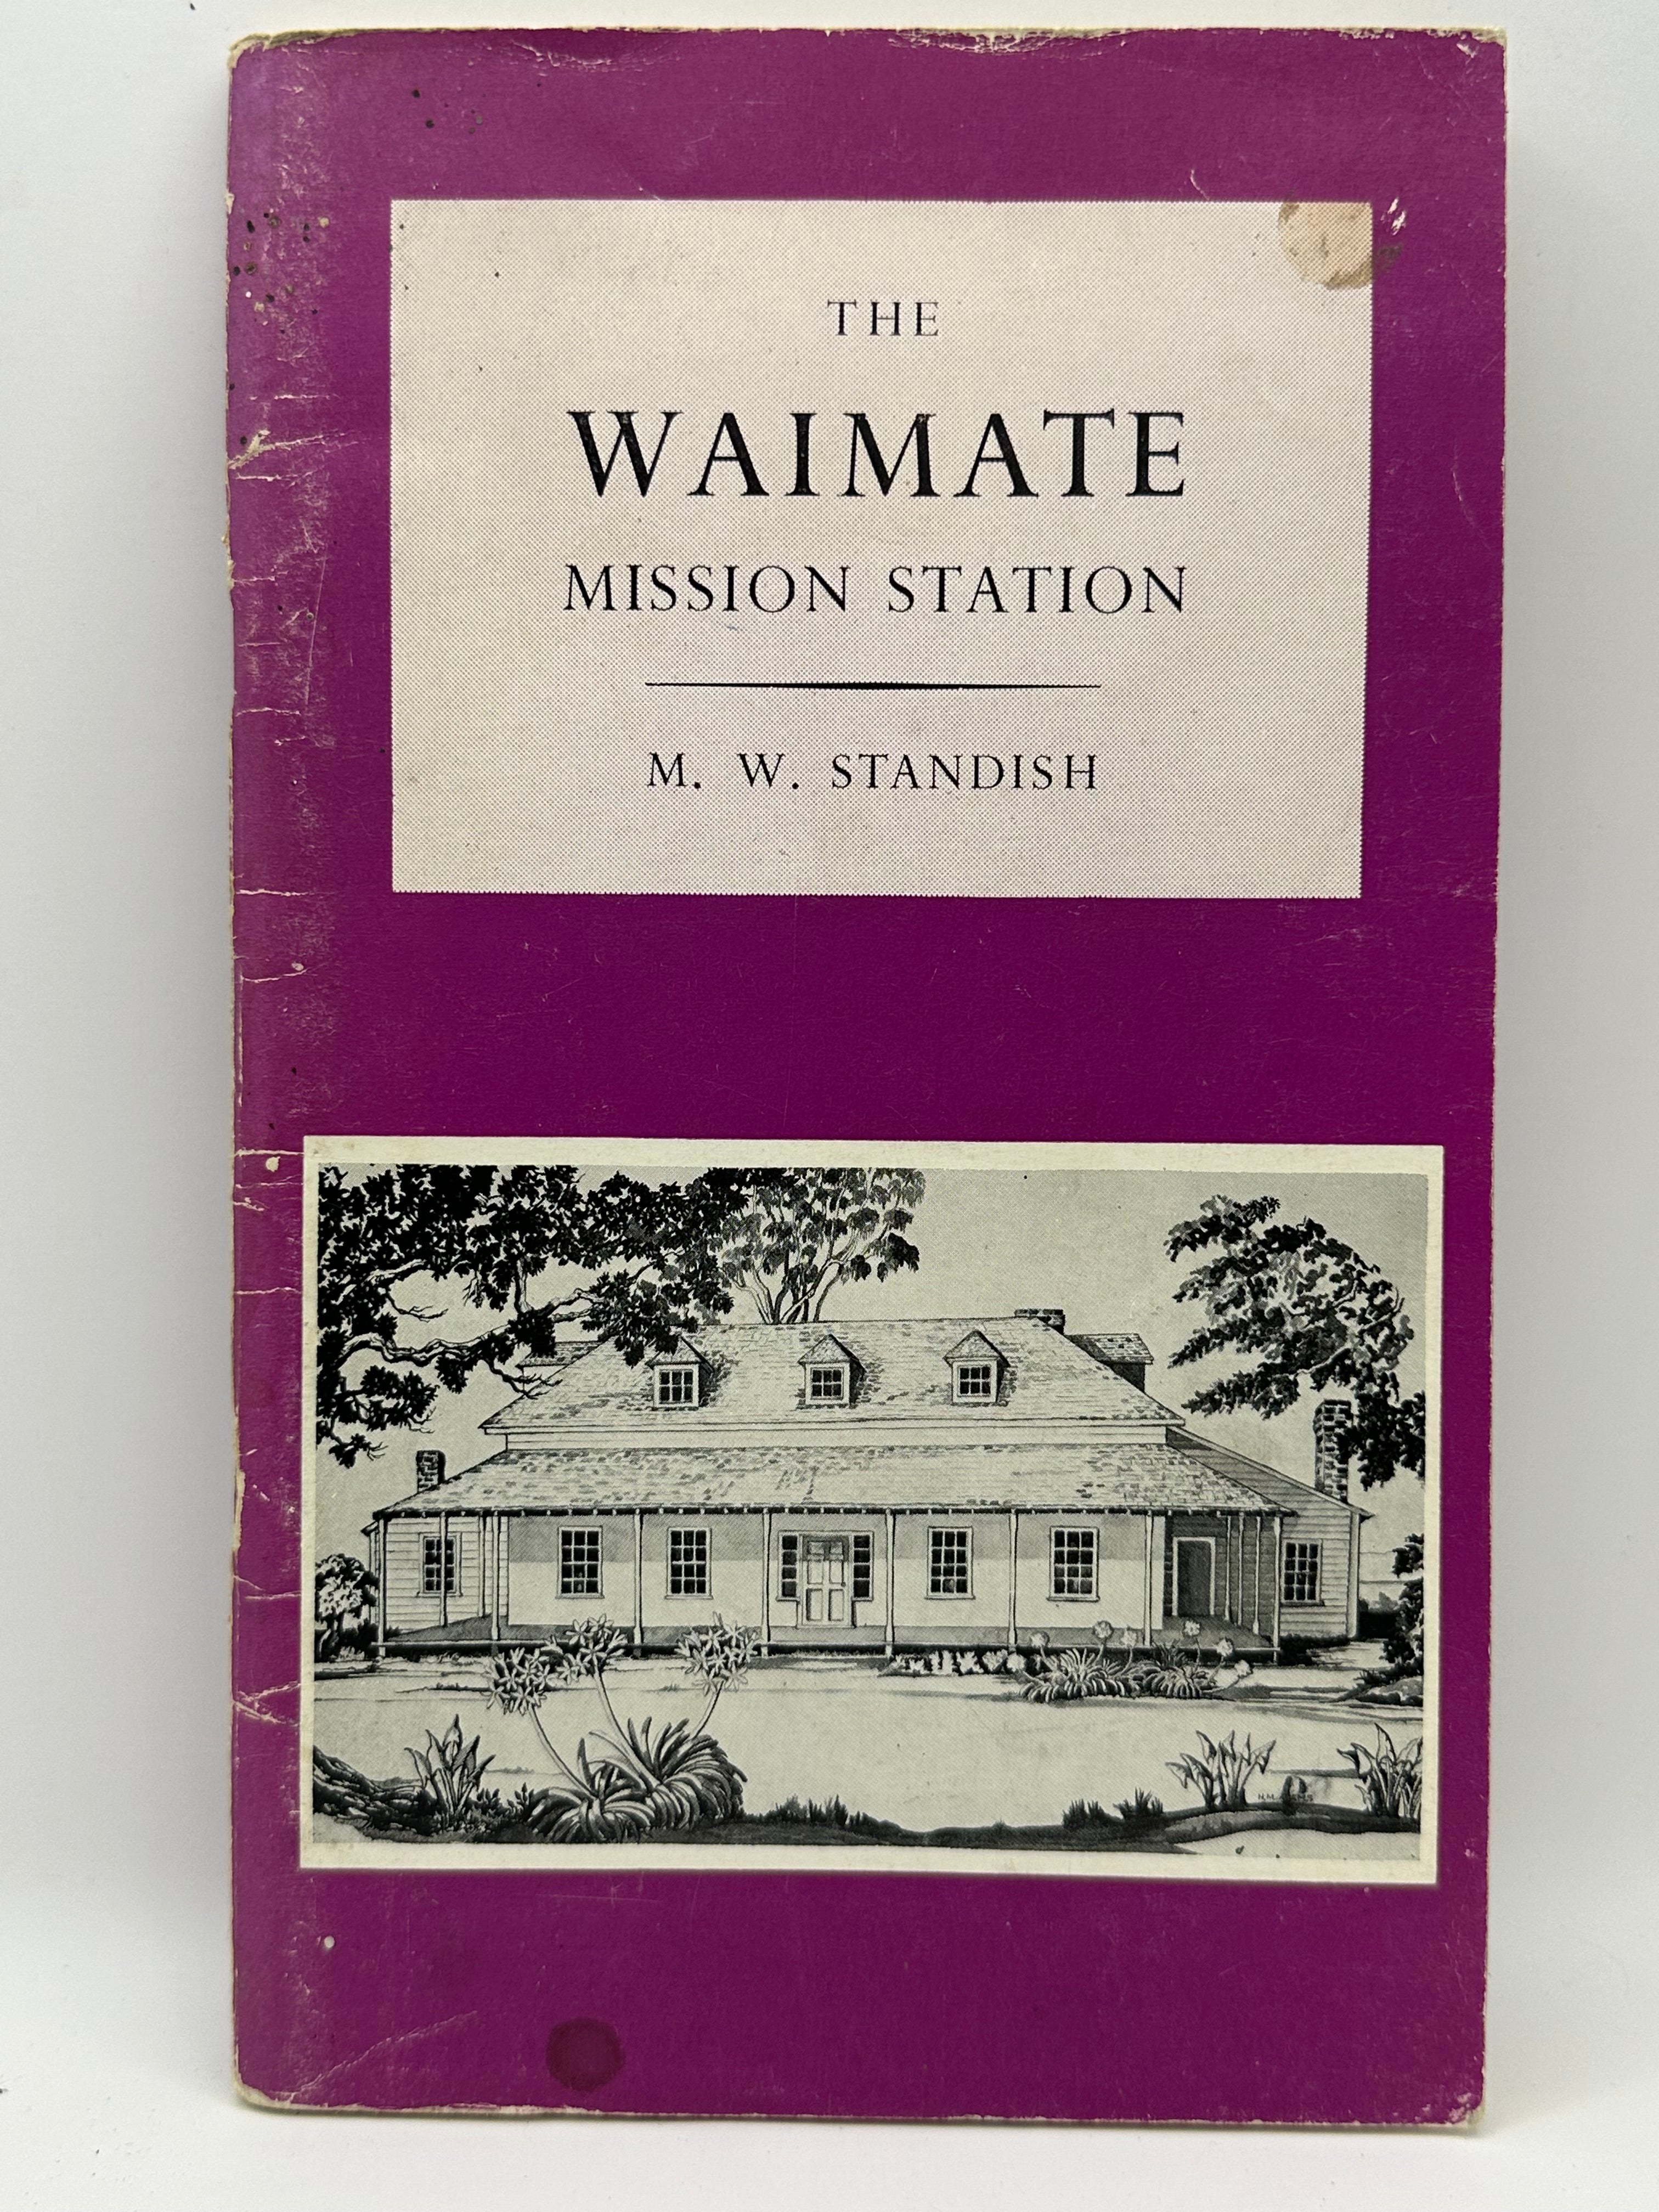 THE
WAIMATE
MISSION STATION
M. W. STANDISH